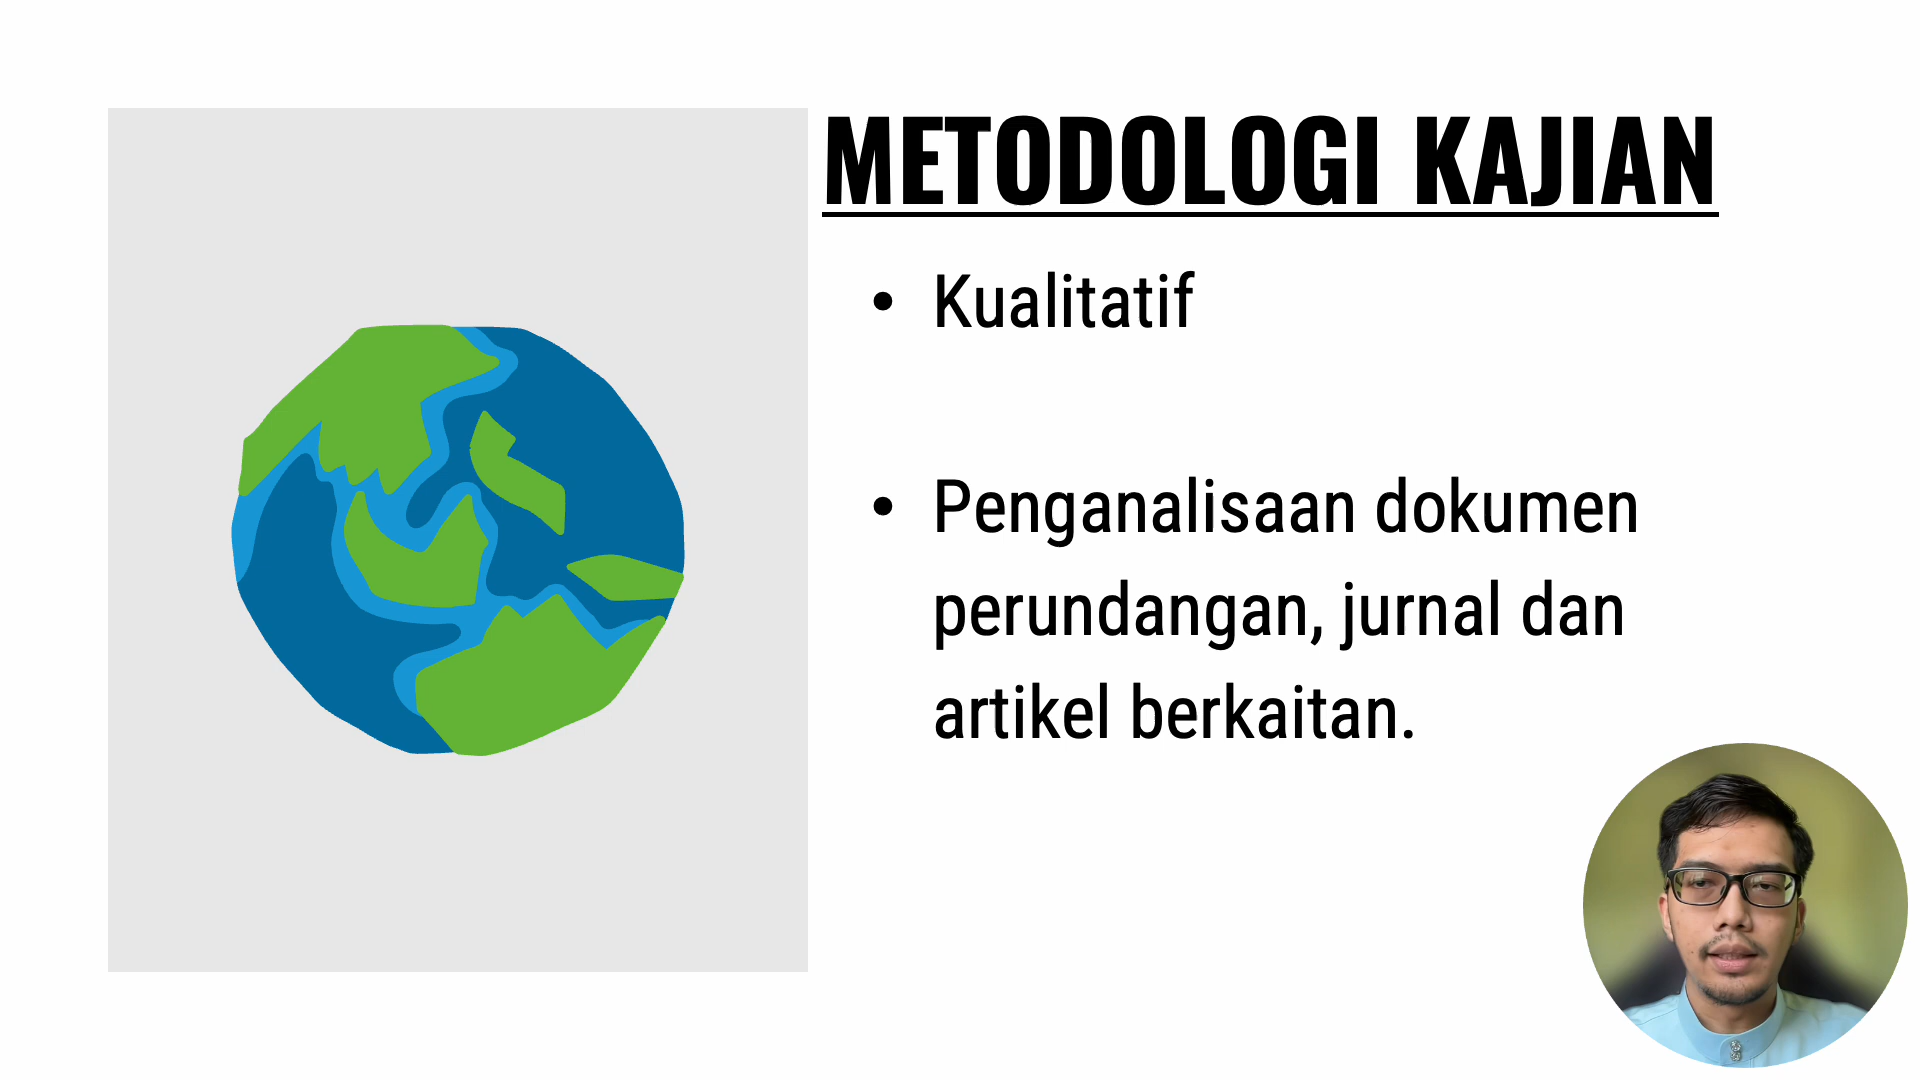 METODOLOGI KAJIAN
• Kualitatif
• Penganalisaan dokumen
perundangan, jurnal dan
artikel berkaitan.